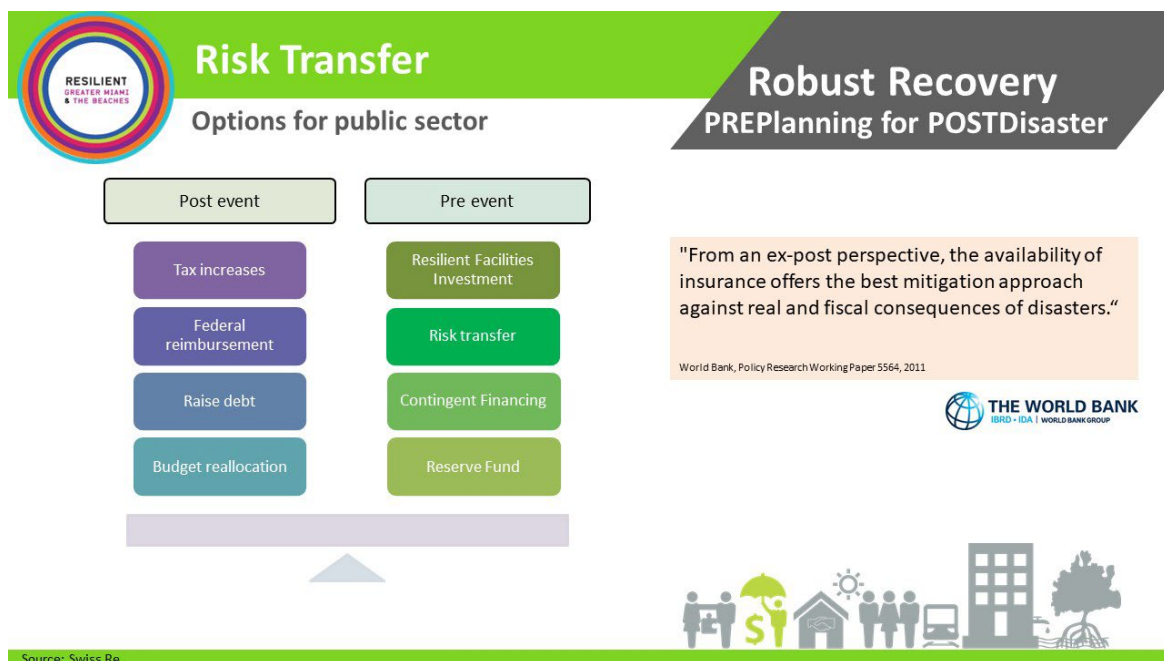 RESILIENT
GREATER MIAMI
& THE BEACHES
Risk Transfer
Options for public sector
Robust Recovery
PREPlanning for POSTDisaster
Post event
Pre event
Tax increases
Resilient Facilities
Investment
Federal
reimbursement
Risk transfer
Raise debt
Contingent Financing
Budget reallocation
Reserve Fund
"From an ex-post perspective, the availability of
insurance offers the best mitigation approach
against real and fiscal consequences of disasters.“
World Bank, Policy Research Working Paper 5564, 2011
THE WORLD BANK
IBRD • IDA | WORLD BANK GROUP
$
Source: Swiss Re